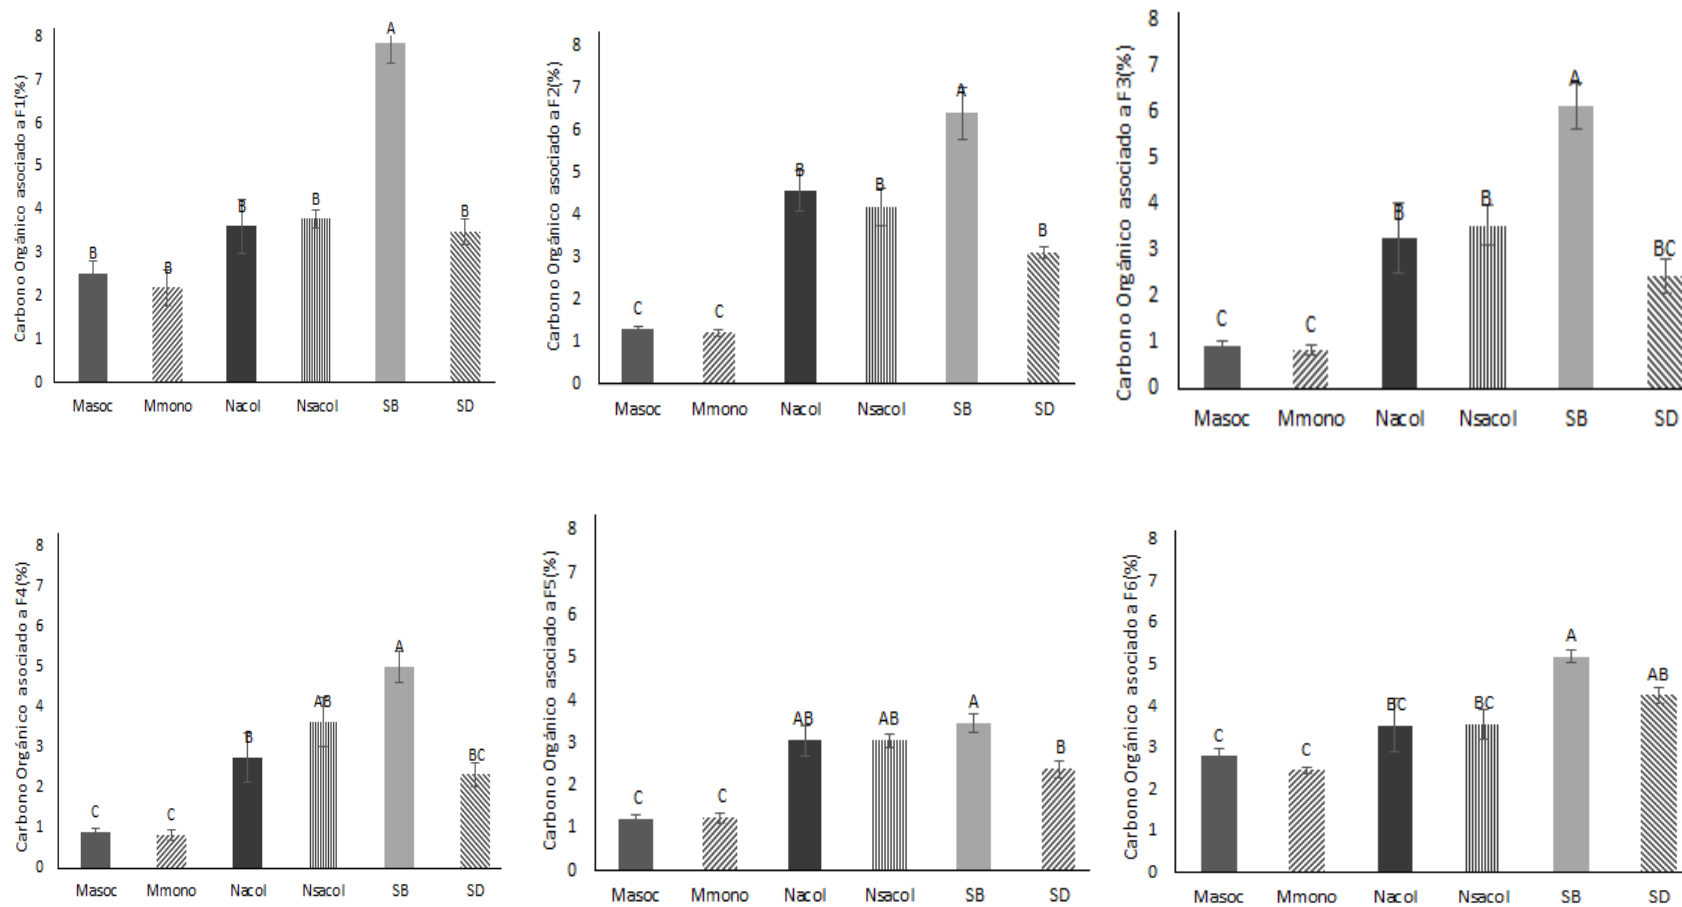 Carbono Orgánico asociado a F1(%)
8
7
6
5
4
3
2
1
0
B
B
B
B
A
B
Masoc Mmono Nacol Nsacol SB SD
Carbono Orgánico asociado a F2(%)
8
7
6
5
4
3
2
1
0
C
C
B
B
A
B
Masoc Mmono Nacol Nsacol SB SD
Carbono Orgánico asociado a F3(%)
8
7
6
5
4
3
2
1
0
C
C
B
B
A
BC
Masoc Mmono Nacol Nsacol SB SD
Carbono Orgánico asociado a F4(%)
8
7
6
5
4
3
2
1
0
C
C
B
AB
A
BC
Masoc Mmono Nacol Nsacol SB SD
Carbono Orgánico asociado a F5(%)
8
7
6
5
4
3
2
1
0
C
C
AB
AB
A
B
Masoc Mmono Nacol Nsacol SB SD
Carbono Orgánico asociado a F6(%)
8
7
6
5
4
3
2
1
0
C
C
BC
BC
A
AB
Masoc Mmono Nacol Nsacol SB SD